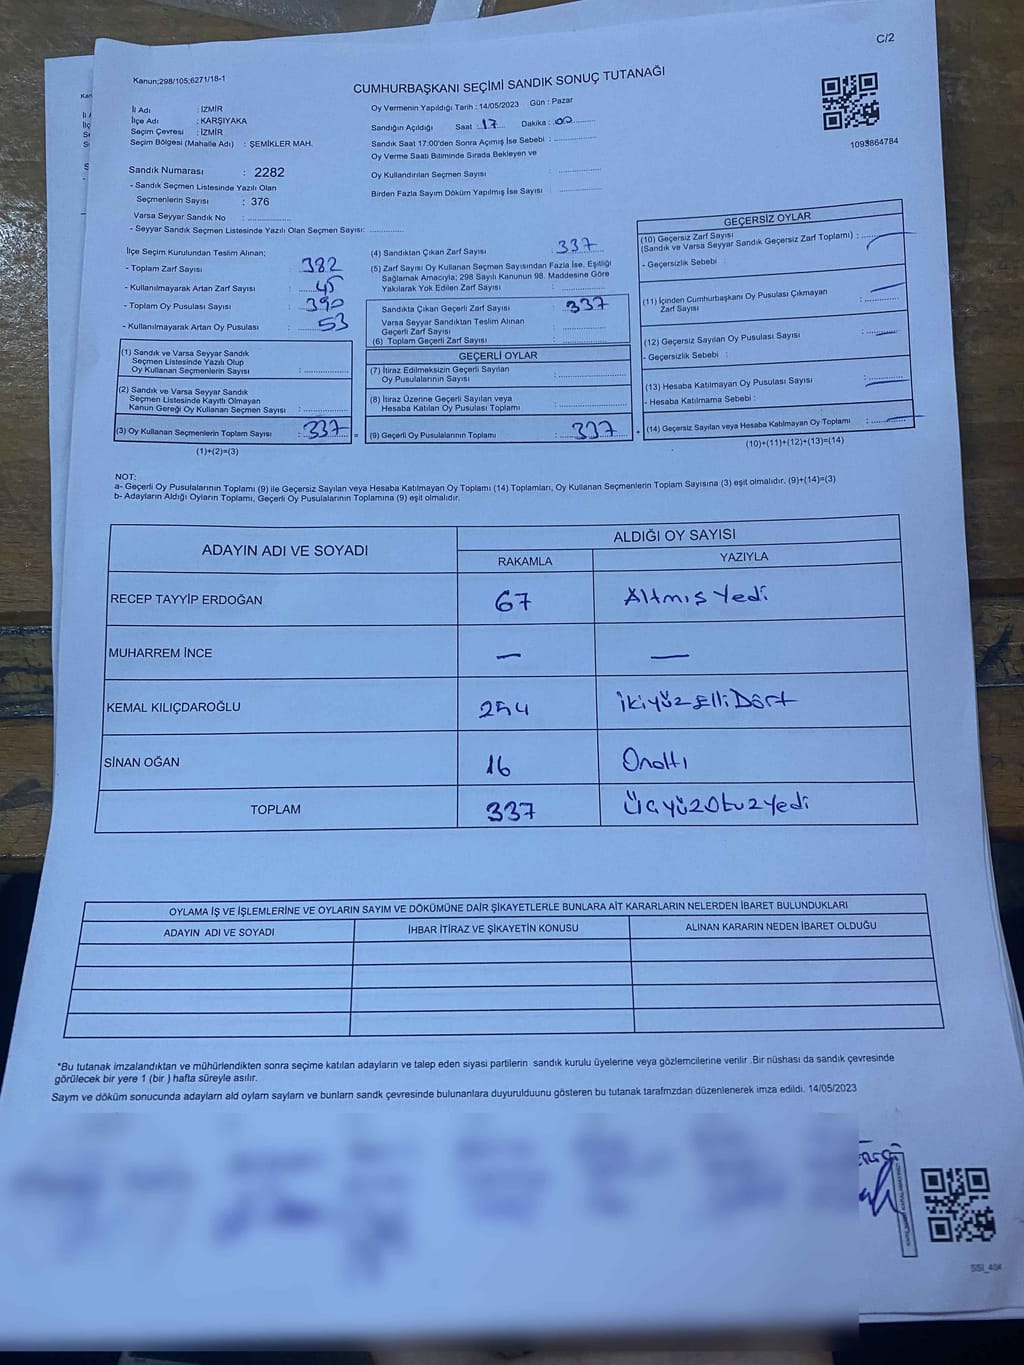 C/2
Kanun;298/105;6271/18-1
CUMHURBAŞKANI SEÇİMİ SANDIK SONUÇ TUTANAĞI
1093864784
İl Adı : İZMİR
İlçe Adı : KARŞIYAKA
Seçim Çevresi : İZMİR
Seçim Bölgesi (Mahalle Adı) : ŞEMİKLER MAH.
Sandık Numarası : 2282
- Sandık Seçmen Listesinde Yazılı Olan
Seçmenlerin Sayısı : 376
Varsa Seyyar Sandık No : ..............
- Seyyar Sandık Seçmen Listesinde Yazılı Olan Seçmen Sayısı: ...........
Oy Vermenin Yapıldığı Tarih : 14/05/2023 Gün : Pazar
Sandığın Açıldığı Saat : 17 Dakika : 00
Sandık Saat 17:00'den Sonra Açımış İse Sebebi : ..............
Oy Verme Saati Bitiminde Sırada Bekleyen ve
Oy Kullandırılan Seçmen Sayısı : ..............
Birden Fazla Sayım Döküm Yapılmış İse Sayısı : ..............
İlçe Seçim Kurulundan Teslim Alınan;
- Toplam Zarf Sayısı : 382
- Kullanılmayarak Artan Zarf Sayısı : 45
- Toplam Oy Pusulası Sayısı : 390
- Kullanılmayarak Artan Oy Pusulası : 53
(1) Sandık ve Varsa Seyyar Sandık
Seçmen Listesinde Yazılı Olup
Oy Kullanan Seçmenlerin Sayısı : ..............
(2) Sandık ve Varsa Seyyar Sandık
Seçmen Listesinde Kayıtlı Olmayan
Kanun Gereği Oy Kullanan Seçmen Sayısı : ..............
(3) Oy Kullanan Seçmenlerin Toplam Sayısı : 337
(1)+(2)=(3)
(4) Sandıktan Çıkan Zarf Sayısı : 337
(5) Zarf Sayısı Oy Kullanan Seçmen Sayısından Fazla İse, Eşitliği
Sağlamak Amacıyla; 298 Sayılı Kanunun 98. Maddesine Göre
Yakılarak Yok Edilen Zarf Sayısı : ..............
Sandıkta Çıkan Geçerli Zarf Sayısı : 337
Varsa Seyyar Sandıktan Teslim Alınan
Geçerli Zarf Sayısı : ..............
(6) Toplam Geçerli Zarf Sayısı : ..............
GEÇERLİ OYLAR
(7) İtiraz Edilmeksizin Geçerli Sayılan
Oy Pusulalarının Sayısı : ..............
(8) İtiraz Üzerine Geçerli Sayılan veya
Hesaba Katılan Oy Pusulası Toplamı : ..............
= (9) Geçerli Oy Pusulalarının Toplamı : 337
GEÇERSİZ OYLAR
(10) Geçersiz Zarf Sayısı
(Sandık ve Varsa Seyyar Sandık Geçersiz Zarf Toplamı) : —
- Geçersizlik Sebebi :
(11) İçinden Cumhurbaşkanı Oy Pusulası Çıkmayan
Zarf Sayısı : —
(12) Geçersiz Sayılan Oy Pusulası Sayısı : —
- Geçersizlik Sebebi :
(13) Hesaba Katılmayan Oy Pusulası Sayısı : —
- Hesaba Katılmama Sebebi :
+ (14) Geçersiz Sayılan veya Hesaba Katılmayan Oy Toplamı : —
(10)+(11)+(12)+(13)=(14)
NOT:
a- Geçerli Oy Pusulalarının Toplamı (9) ile Geçersiz Sayılan veya Hesaba Katılmayan Oy Toplamı (14) Toplamları, Oy Kullanan Seçmenlerin Toplam Sayısına (3) eşit olmalıdır. (9)+(14)=(3)
b- Adayların Aldığı Oyların Toplamı, Geçerli Oy Pusulalarının Toplamına (9) eşit olmalıdır.
ADAYIN ADI VE SOYADI ALDIĞI OY SAYISI
RAKAMLA YAZIYLA
RECEP TAYYİP ERDOĞAN 67 Altmış Yedi
MUHARREM İNCE — —
KEMAL KILIÇDAROĞLU 254 İkiyüz Elli Dört
SİNAN OĞAN 16 Onaltı
TOPLAM 337 ÜçyüzOtuzyedi
OYLAMA İŞ VE İŞLEMLERİNE VE OYLARIN SAYIM VE DÖKÜMÜNE DAİR ŞİKAYETLERLE BUNLARA AİT KARARLARIN NELERDEN İBARET BULUNDUKLARI
ADAYIN ADI VE SOYADI İHBAR İTİRAZ VE ŞİKAYETİN KONUSU ALINAN KARARIN NEDEN İBARET OLDUĞU
*Bu tutanak imzalandıktan ve mühürlendikten sonra seçime katılan adayların ve talep eden siyasi partilerin sandık kurulu üyelerine veya gözlemcilerine verilir .Bir nüshası da sandık çevresinde
görülecek bir yere 1 (bir ) hafta süreyle asılır.
Saym ve döküm sonucunda adaylarn ald oylarn saylarn ve bunlarn sandk çevresinde bulunanlara duyurulduunu gösteren bu tutanak tarafmzdan düzenlenerek imza edildi. 14/05/2023